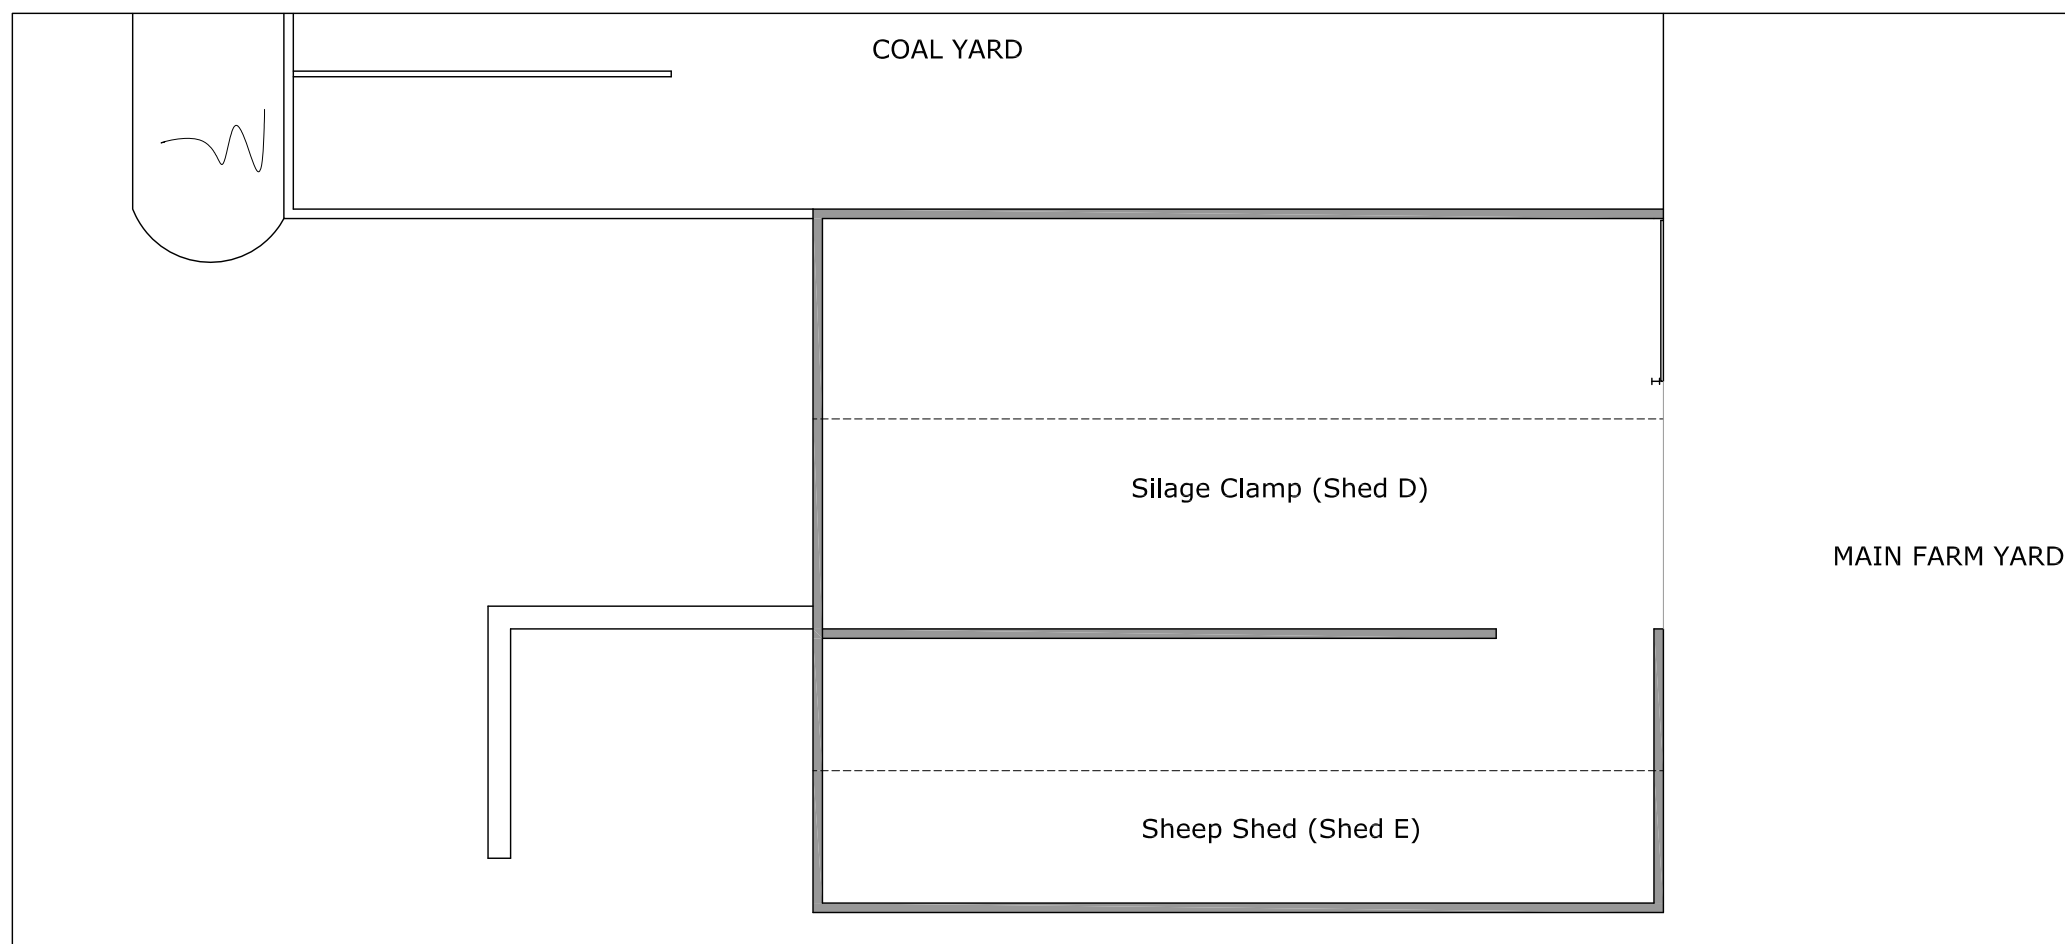 COAL YARD
Silage Clamp (Shed D)
MAIN FARM YARD
Sheep Shed (Shed E)